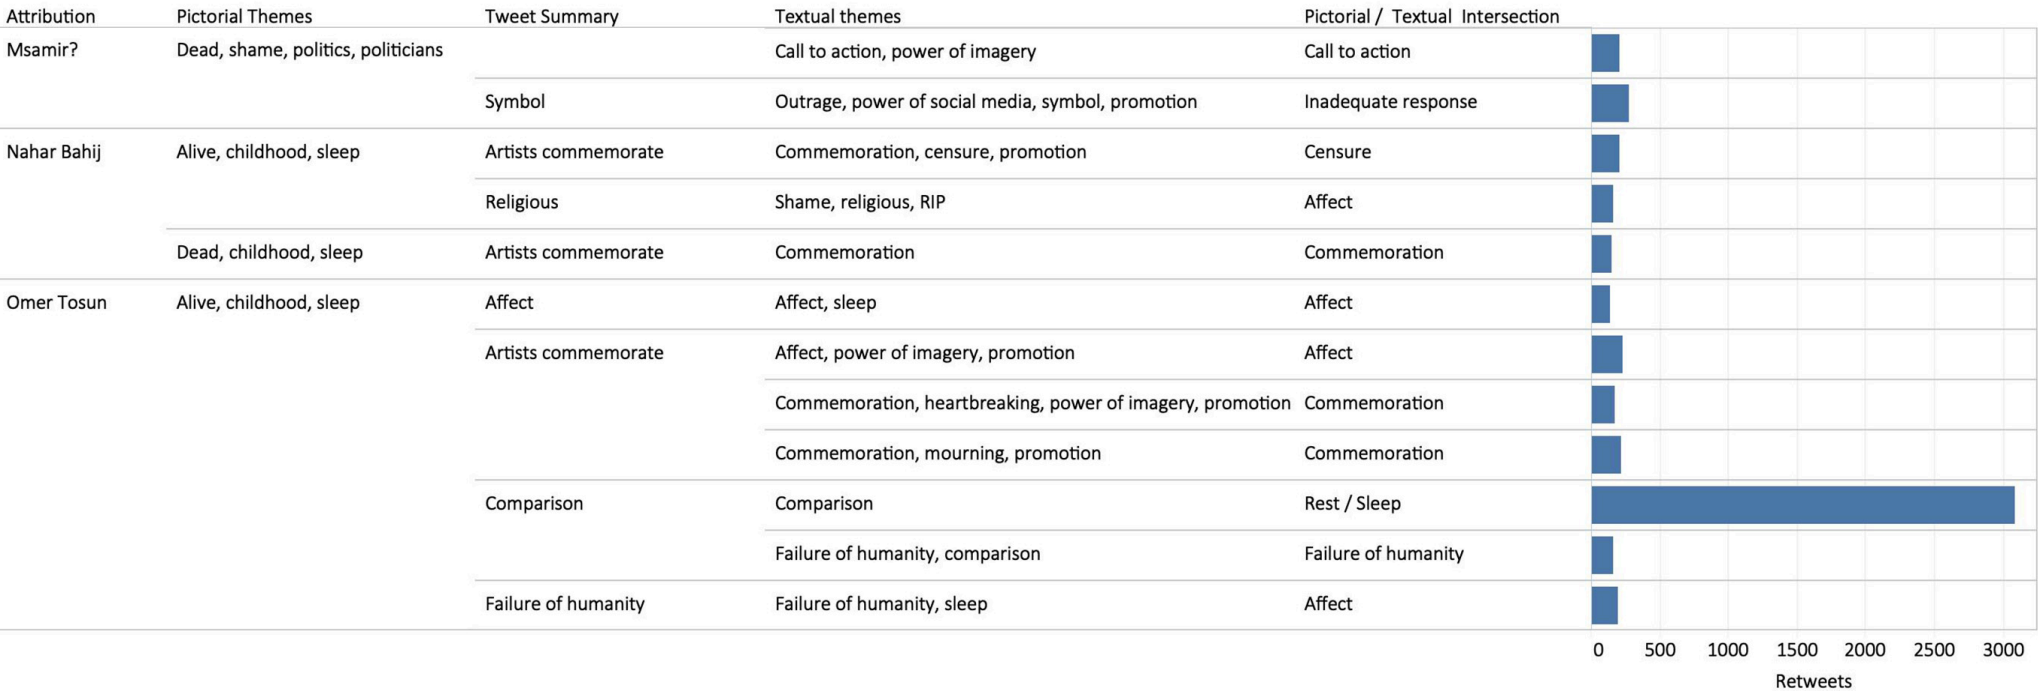 Attribution Pictorial Themes Tweet Summary Textual themes Pictorial / Textual Intersection
Msamir? Dead, shame, politics, politicians Call to action, power of imagery Call to action
Symbol Outrage, power of social media, symbol, promotion Inadequate response
Nahar Bahij Alive, childhood, sleep Artists commemorate Commemoration, censure, promotion Censure
Religious Shame, religious, RIP Affect
Dead, childhood, sleep Artists commemorate Commemoration Commemoration
Omer Tosun Alive, childhood, sleep Affect Affect, sleep Affect
Artists commemorate Affect, power of imagery, promotion Affect
Commemoration, heartbreaking, power of imagery, promotion Commemoration
Commemoration, mourning, promotion Commemoration
Comparison Comparison Rest / Sleep
Failure of humanity, comparison Failure of humanity
Failure of humanity Failure of humanity, sleep Affect
0 500 1000 1500 2000 2500 3000
Retweets